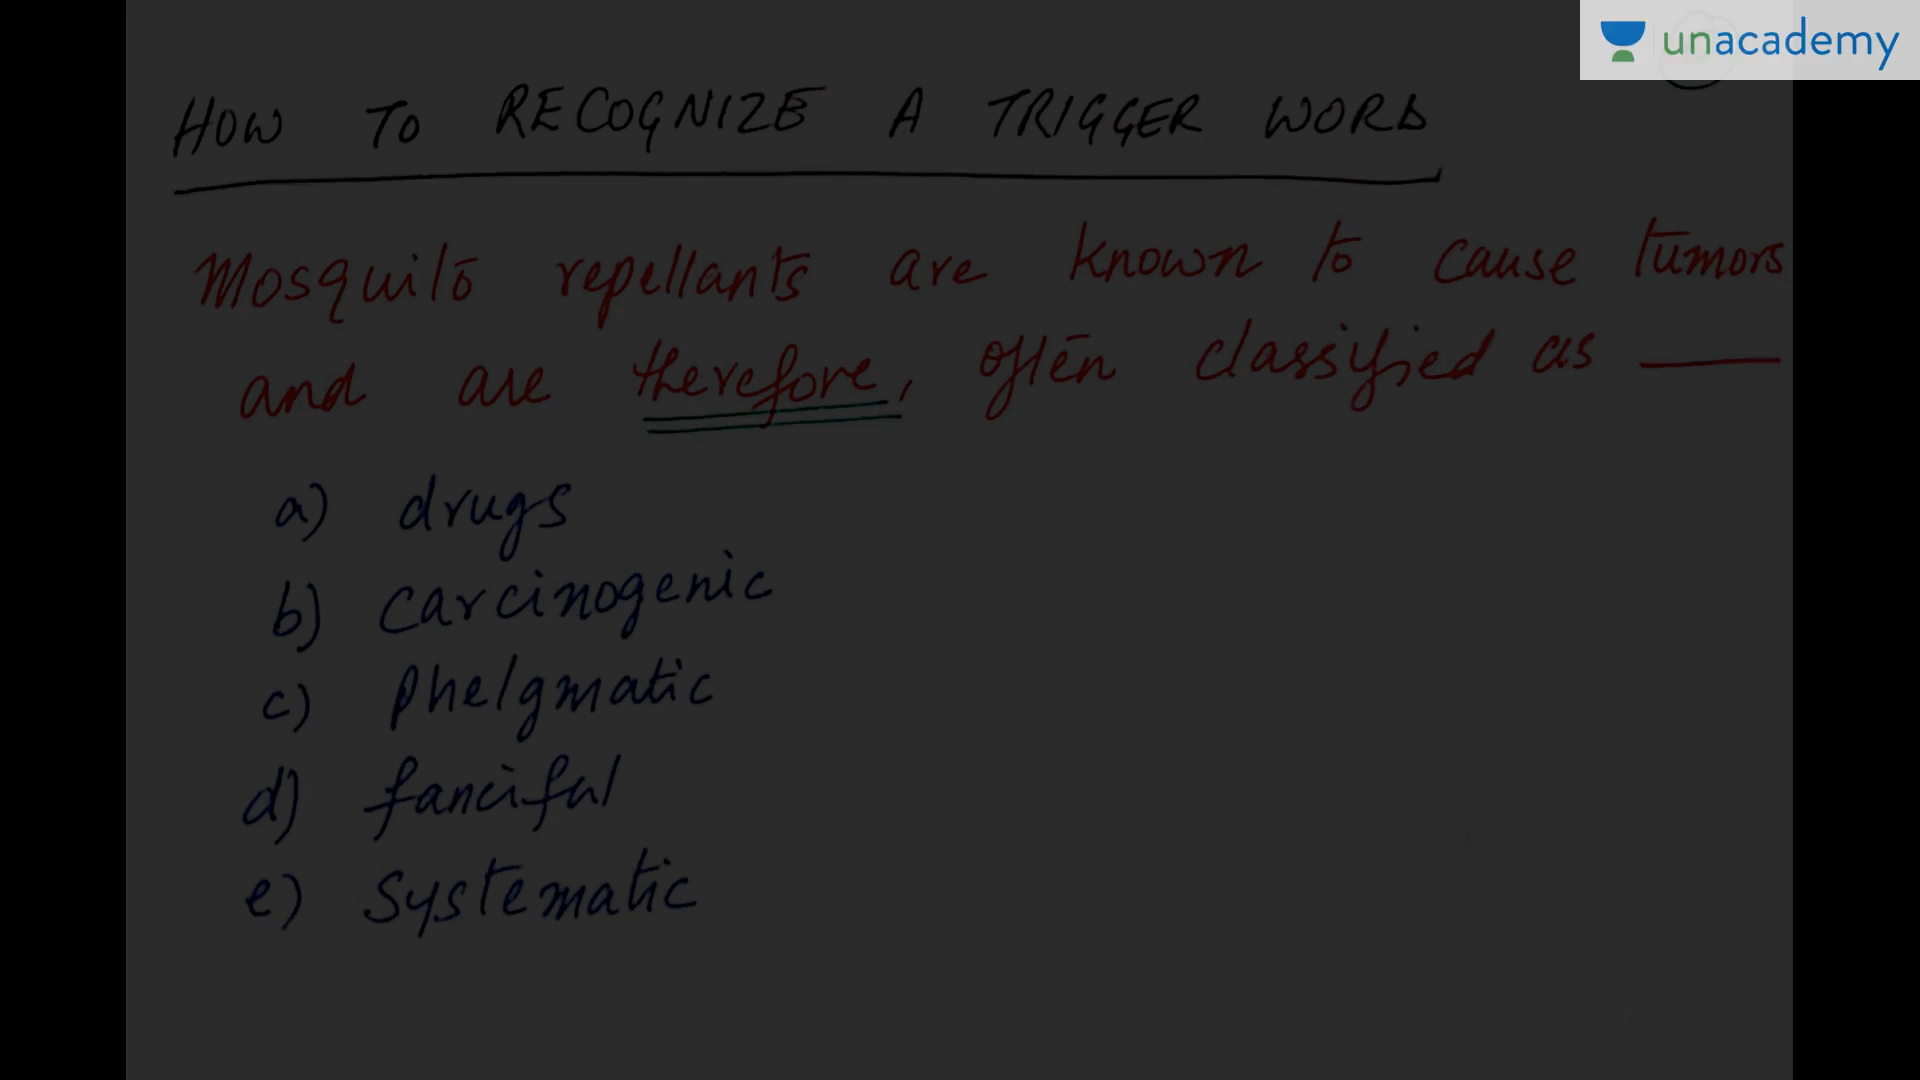 unacademy
HOW TO RECOGNIZE A TRIGGER WORD
Mosquito repellants are known to cause tumors
and are therefore, often classified as ____
a) drugs
b) carcinogenic
c) Phelgmatic
d) fanciful
e) Systematic